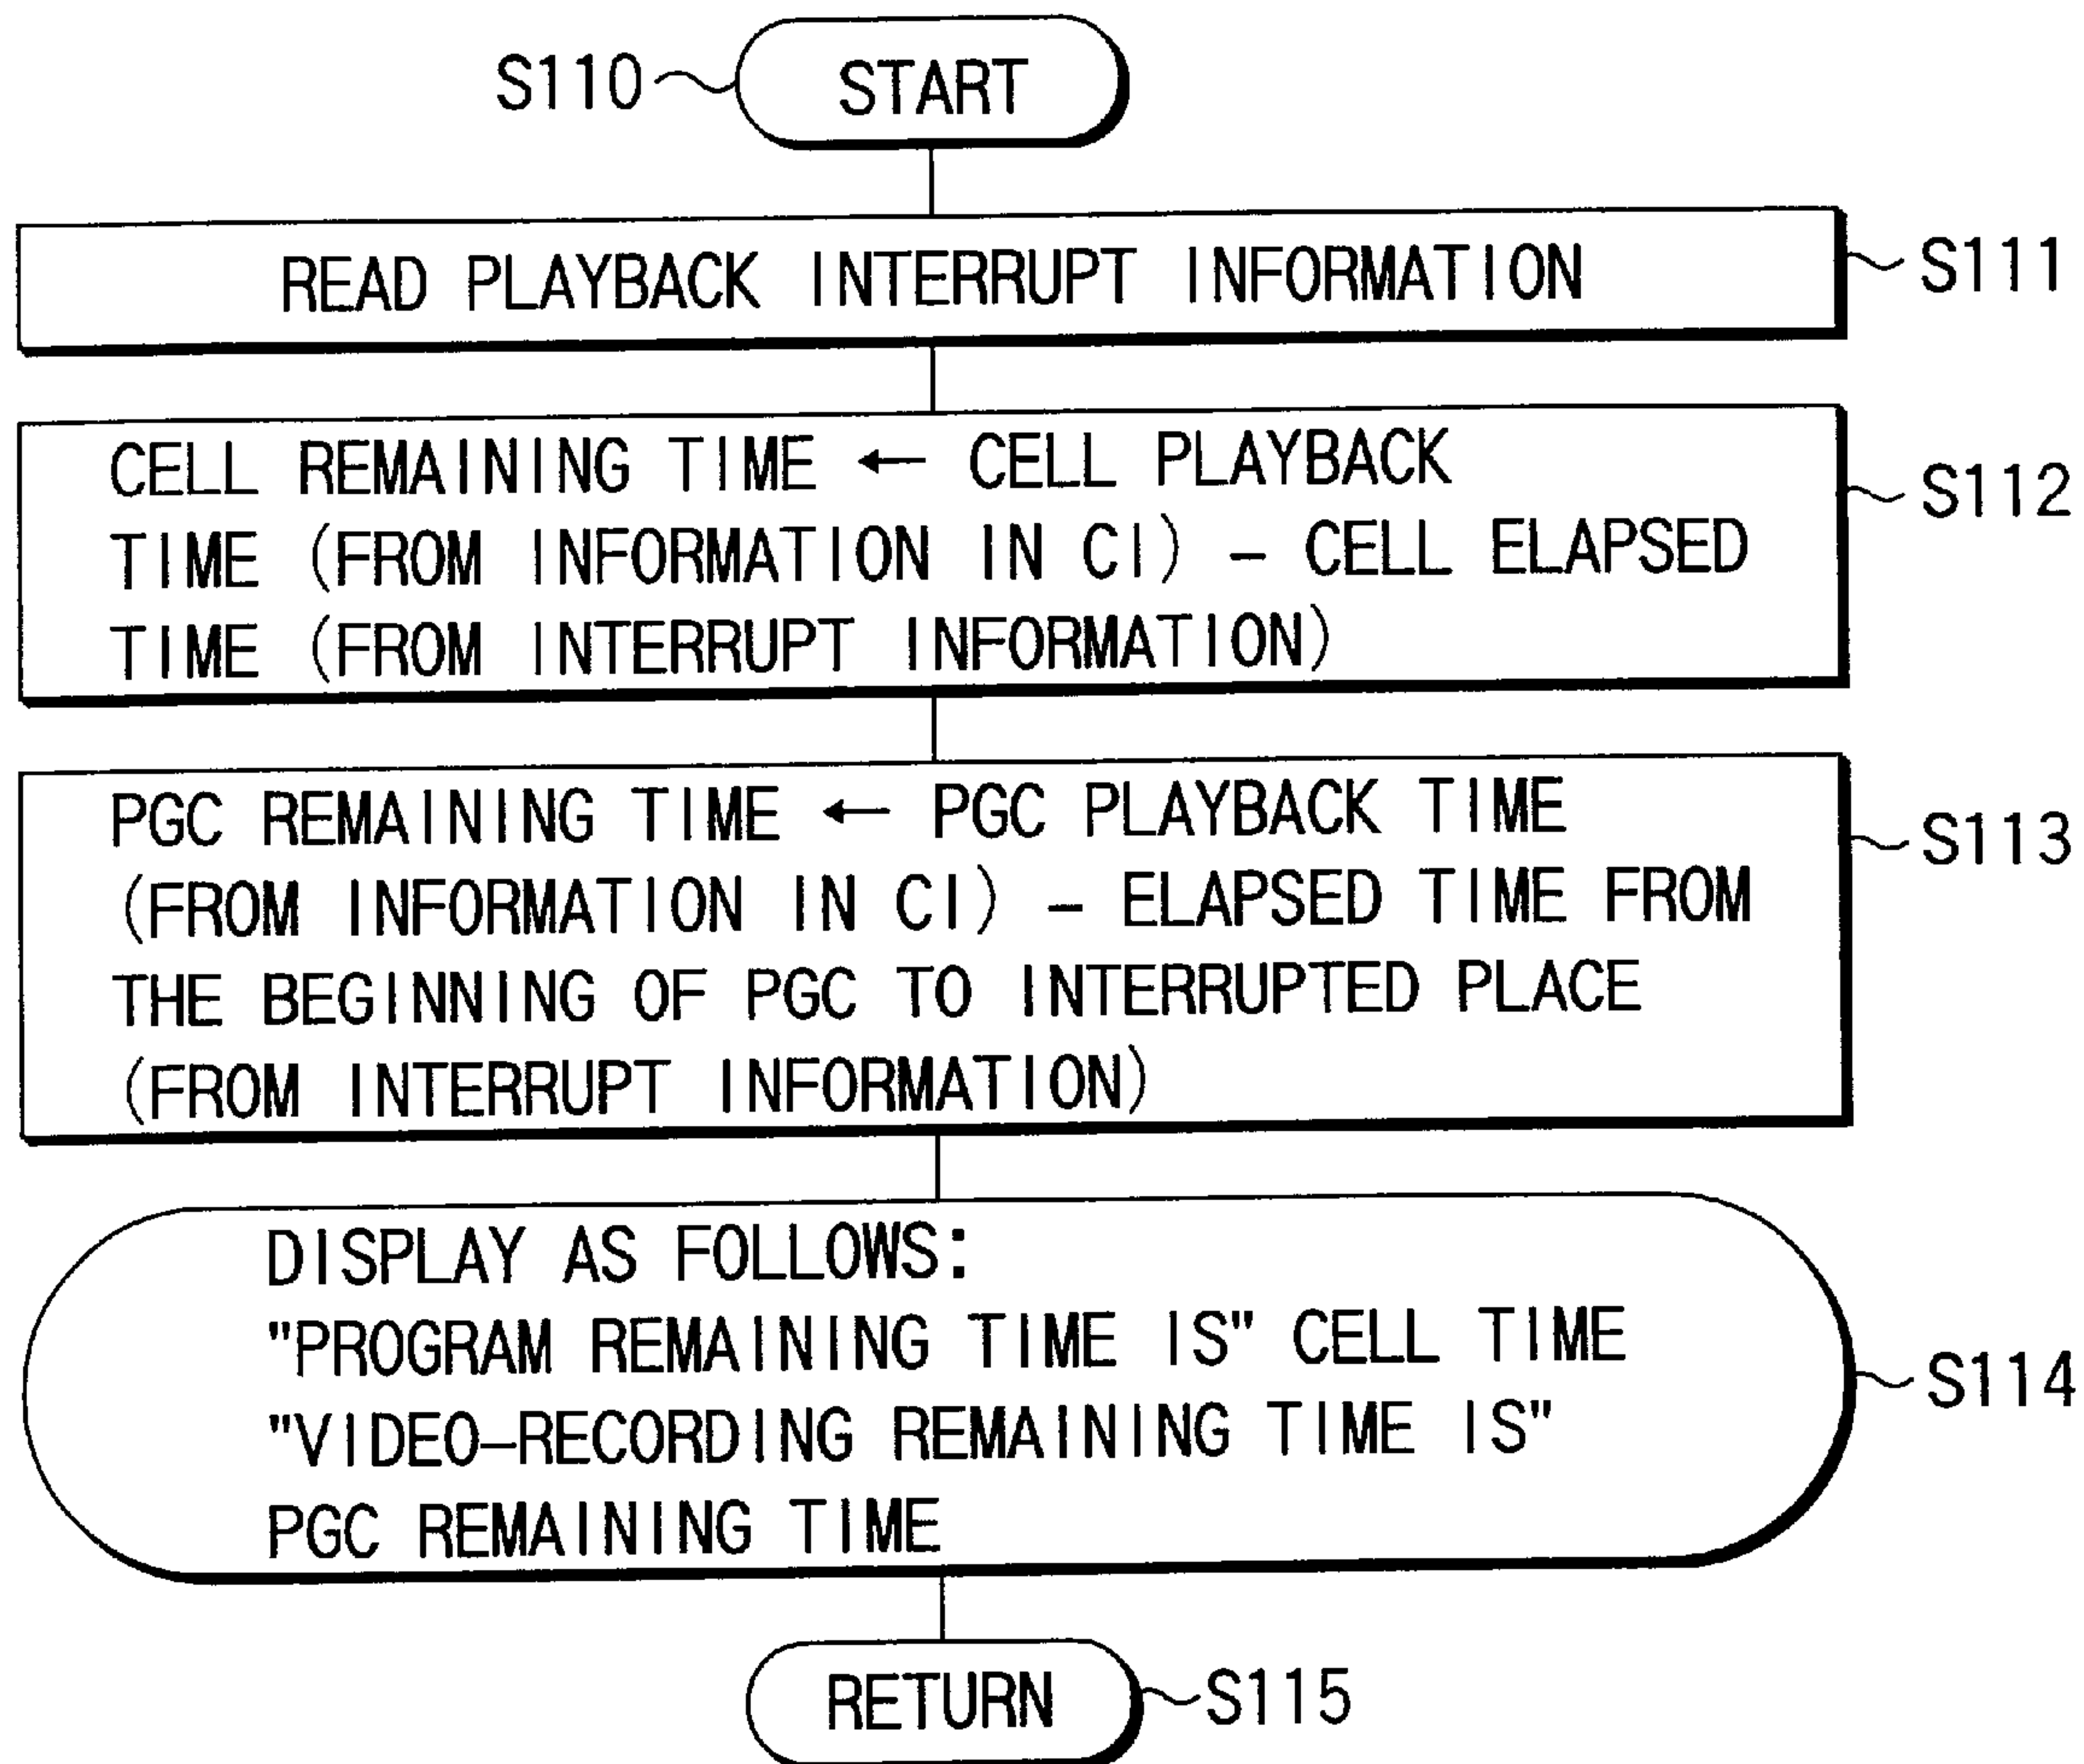 S110
START
READ PLAYBACK INTERRUPT INFORMATION
S111
CELL REMAINING TIME ← CELL PLAYBACK
TIME (FROM INFORMATION IN CI) – CELL ELAPSED
TIME (FROM INTERRUPT INFORMATION)
S112
PGC REMAINING TIME ← PGC PLAYBACK TIME
(FROM INFORMATION IN CI) – ELAPSED TIME FROM
THE BEGINNING OF PGC TO INTERRUPTED PLACE
(FROM INTERRUPT INFORMATION)
S113
DISPLAY AS FOLLOWS:
"PROGRAM REMAINING TIME IS" CELL TIME
"VIDEO–RECORDING REMAINING TIME IS"
PGC REMAINING TIME
S114
RETURN
S115